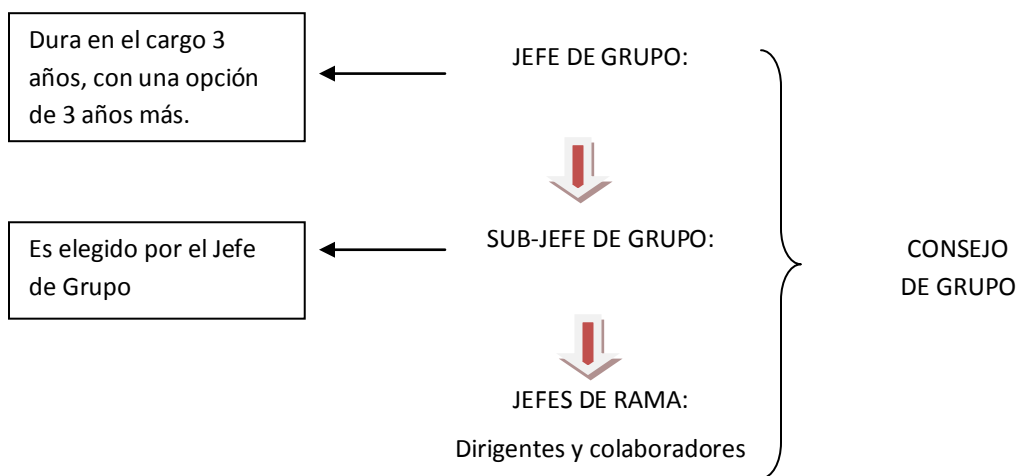 Dura en el cargo 3
años, con una opción
de 3 años más.
JEFE DE GRUPO:
Es elegido por el Jefe
de Grupo
SUB-JEFE DE GRUPO:
CONSEJO
DE GRUPO
JEFES DE RAMA:
Dirigentes y colaboradores